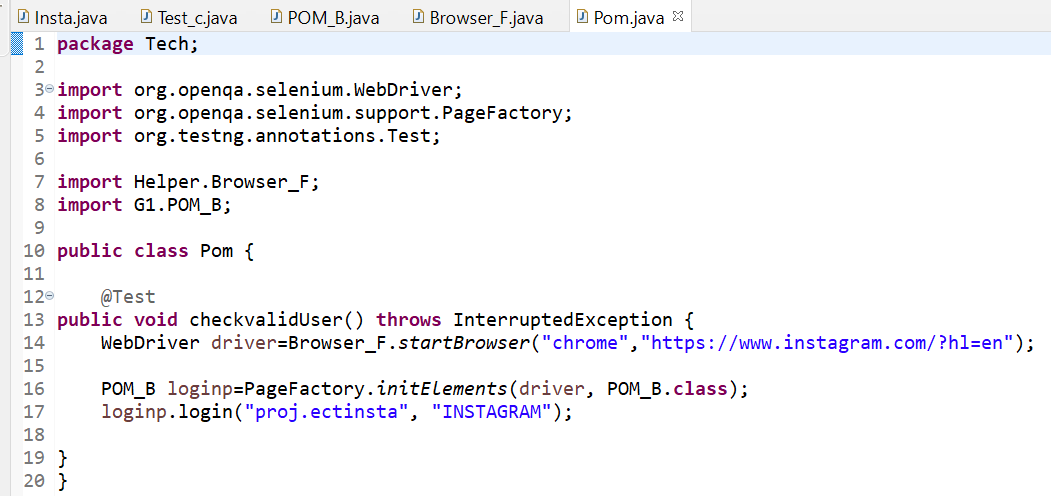 Insta.java Test_c.java POM_B.java Browser_F.java Pom.java
1 package Tech;
2
3 import org.openqa.selenium.WebDriver;
4 import org.openqa.selenium.support.PageFactory;
5 import org.testng.annotations.Test;
6
7 import Helper.Browser_F;
8 import G1.POM_B;
9
10 public class Pom {
11
12     @Test
13 public void checkvalidUser() throws InterruptedException {
14     WebDriver driver=Browser_F.startBrowser("chrome","https://www.instagram.com/?hl=en");
15
16     POM_B loginp=PageFactory.initElements(driver, POM_B.class);
17     loginp.login("proj.ectinsta", "INSTAGRAM");
18
19 }
20 }